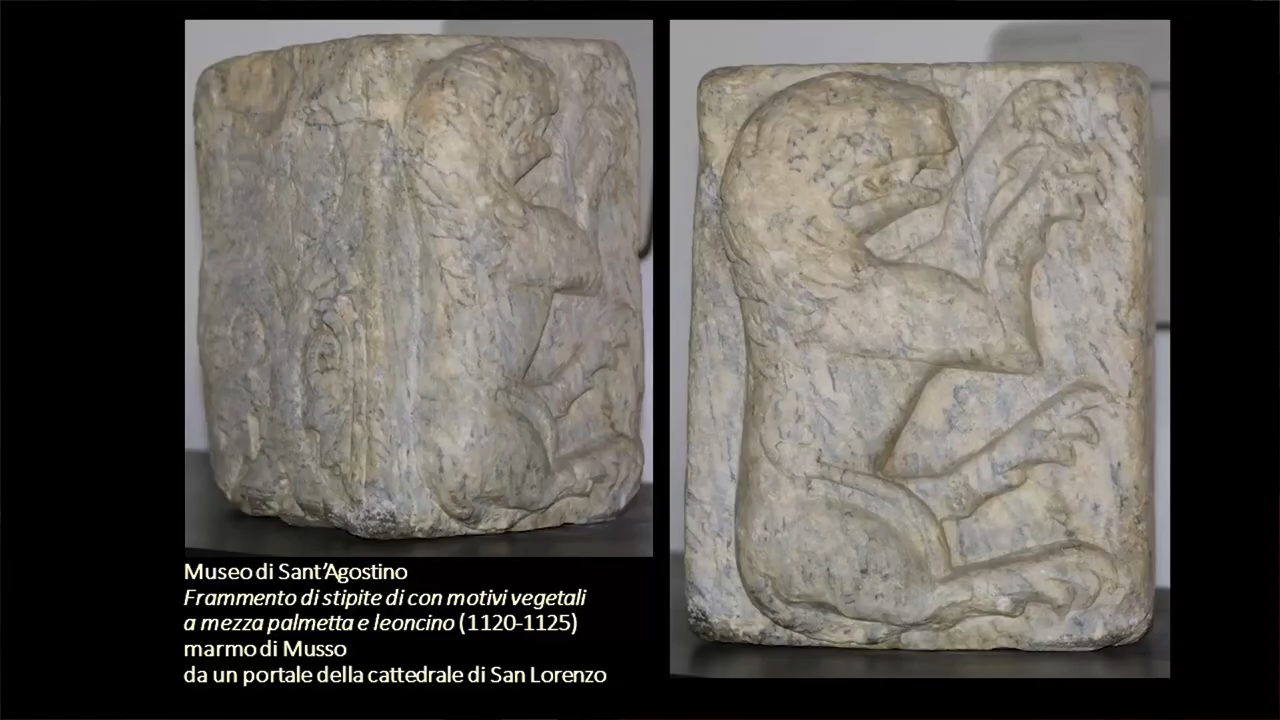 Museo di Sant'Agostino
Frammento di stipite di con motivi vegetali
a mezza palmetta e leoncino (1120-1125)
marmo di Musso
da un portale della cattedrale di San Lorenzo